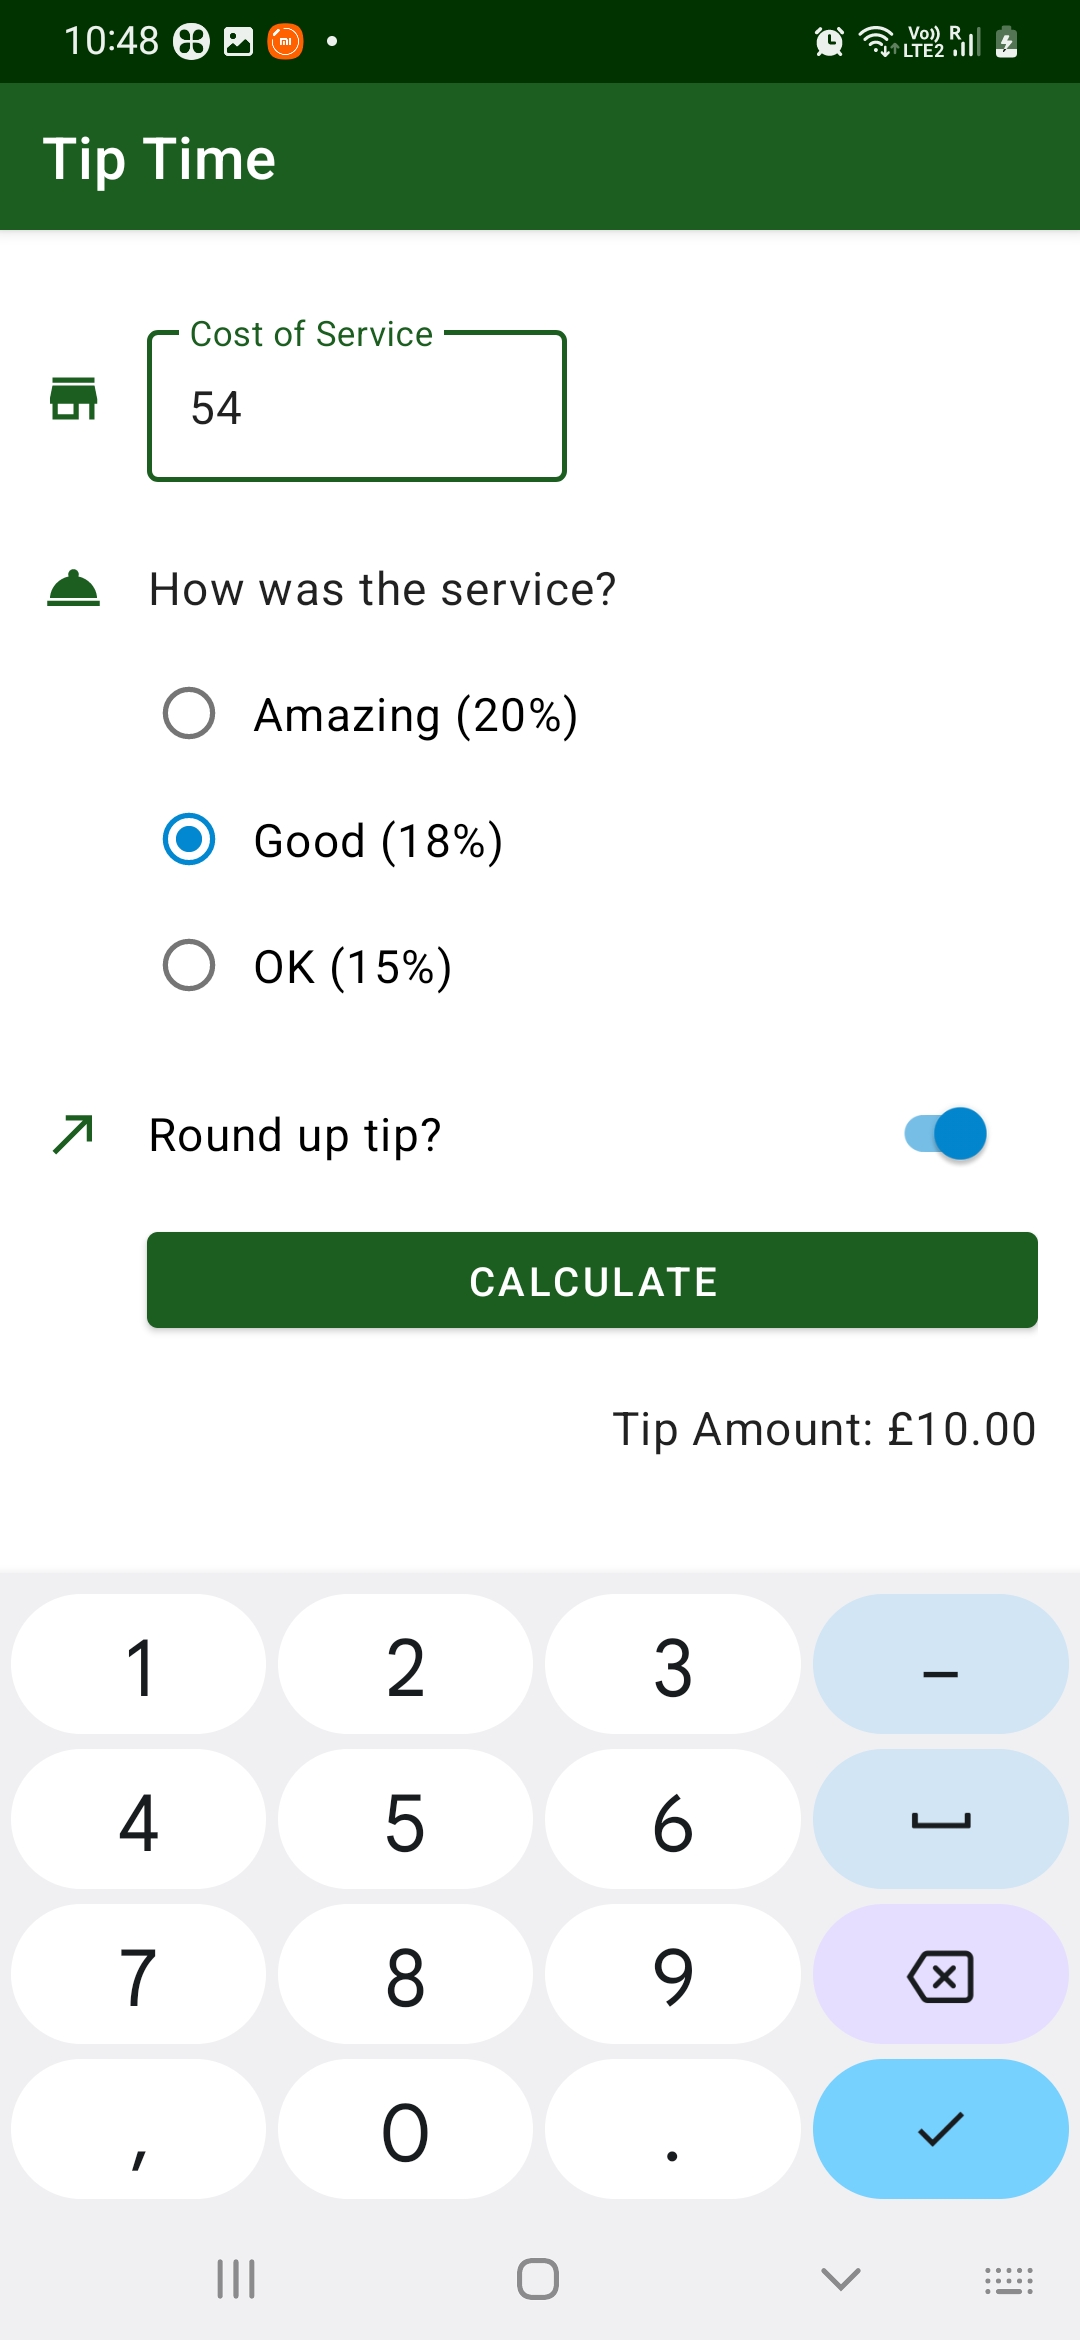 10:48
Vo)) R
LTE2
Tip Time
Cost of Service
54
How was the service?
Amazing (20%)
Good (18%)
OK (15%)
Round up tip?
CALCULATE
Tip Amount: £10.00
1 2 3 –
4 5 6
7 8 9
, 0 .